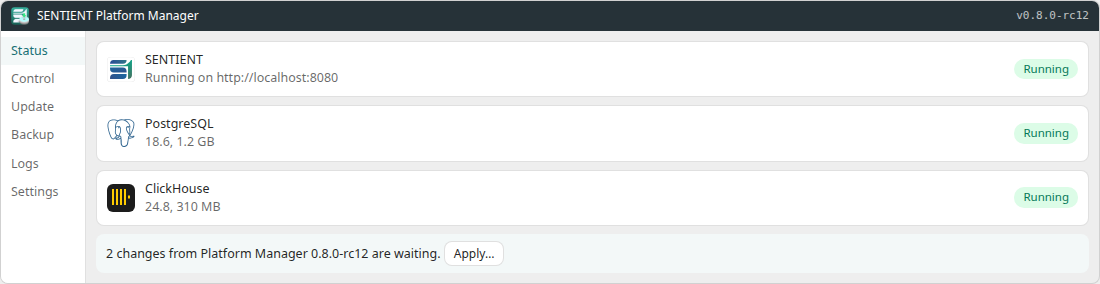 SENTIENT Platform Manager
v0.8.0-rc12
Status
Control
Update
Backup
Logs
Settings
SENTIENT
Running on http://localhost:8080
Running
PostgreSQL
18.6, 1.2 GB
Running
ClickHouse
24.8, 310 MB
Running
2 changes from Platform Manager 0.8.0-rc12 are waiting. Apply...